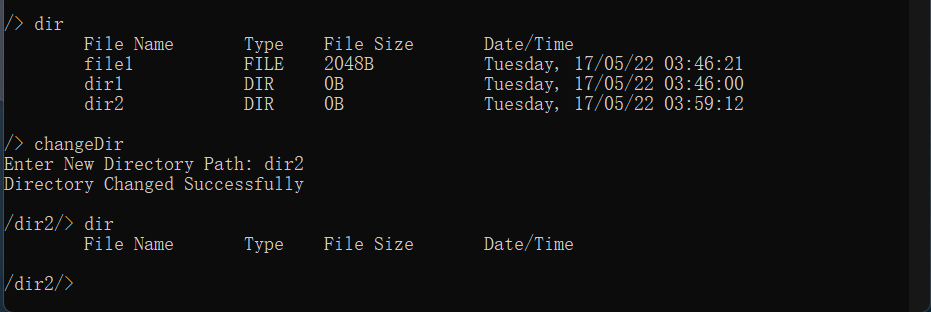 /> dir
File Name Type File Size Date/Time
file1 FILE 2048B Tuesday, 17/05/22 03:46:21
dir1 DIR 0B Tuesday, 17/05/22 03:46:00
dir2 DIR 0B Tuesday, 17/05/22 03:59:12
/> changeDir
Enter New Directory Path: dir2
Directory Changed Successfully
/dir2/> dir
File Name Type File Size Date/Time
/dir2/>